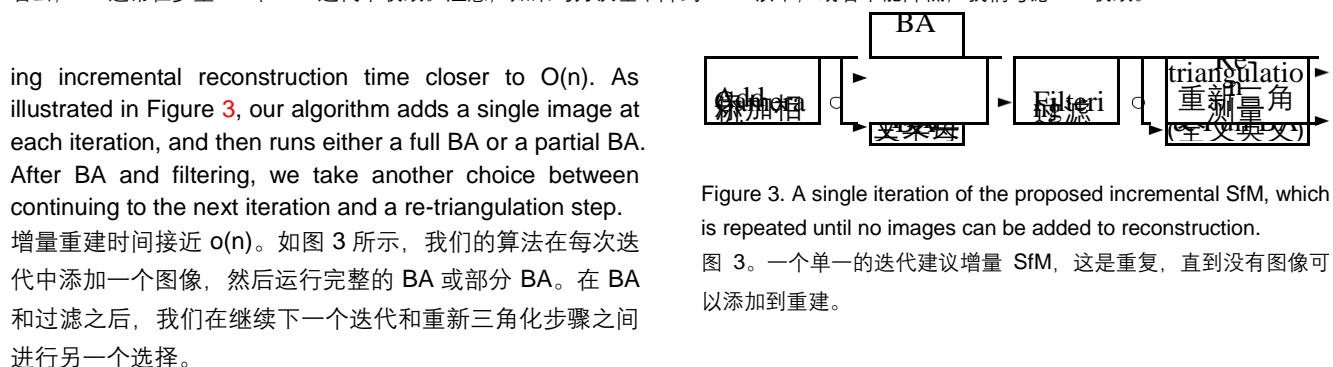 ing incremental reconstruction time closer to O(n). As
illustrated in Figure 3, our algorithm adds a single image at
each iteration, and then runs either a full BA or a partial BA.
After BA and filtering, we take another choice between
continuing to the next iteration and a re-triangulation step.
增量重建时间接近 o(n)。如图 3 所示，我们的算法在每次迭
代中添加一个图像，然后运行完整的 BA 或部分 BA。在 BA
和过滤之后，我们在继续下一个迭代和重新三角化步骤之间
进行另一个选择。
BA
Filteri
过滤
triangulatio
重新三角
测量
Figure 3. A single iteration of the proposed incremental SfM, which
is repeated until no images can be added to reconstruction.
图 3。一个单一的迭代建议增量 SfM，这是重复，直到没有图像可
以添加到重建。